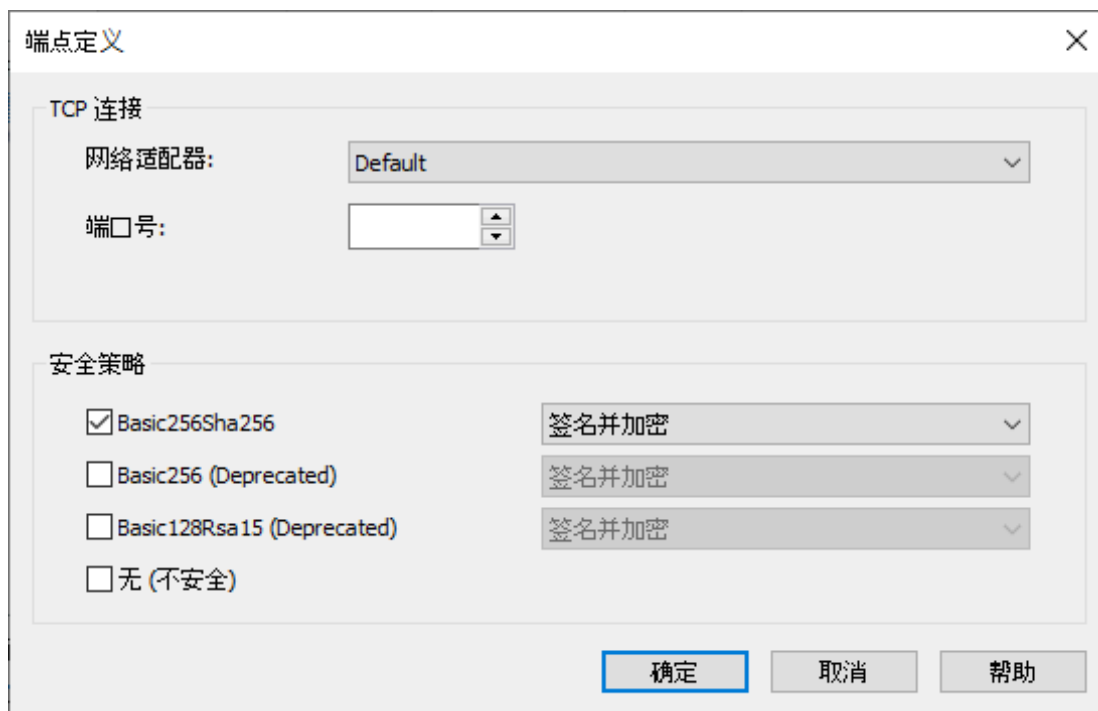 端点定义
TCP 连接
网络适配器: Default
端口号:
安全策略
Basic256Sha256 签名并加密
Basic256 (Deprecated) 签名并加密
Basic128Rsa15 (Deprecated) 签名并加密
无 (不安全)
确定 取消 帮助